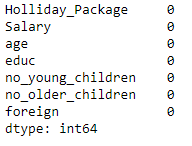 Holliday_Package 0
Salary 0
age 0
educ 0
no_young_children 0
no_older_children 0
foreign 0
dtype: int64